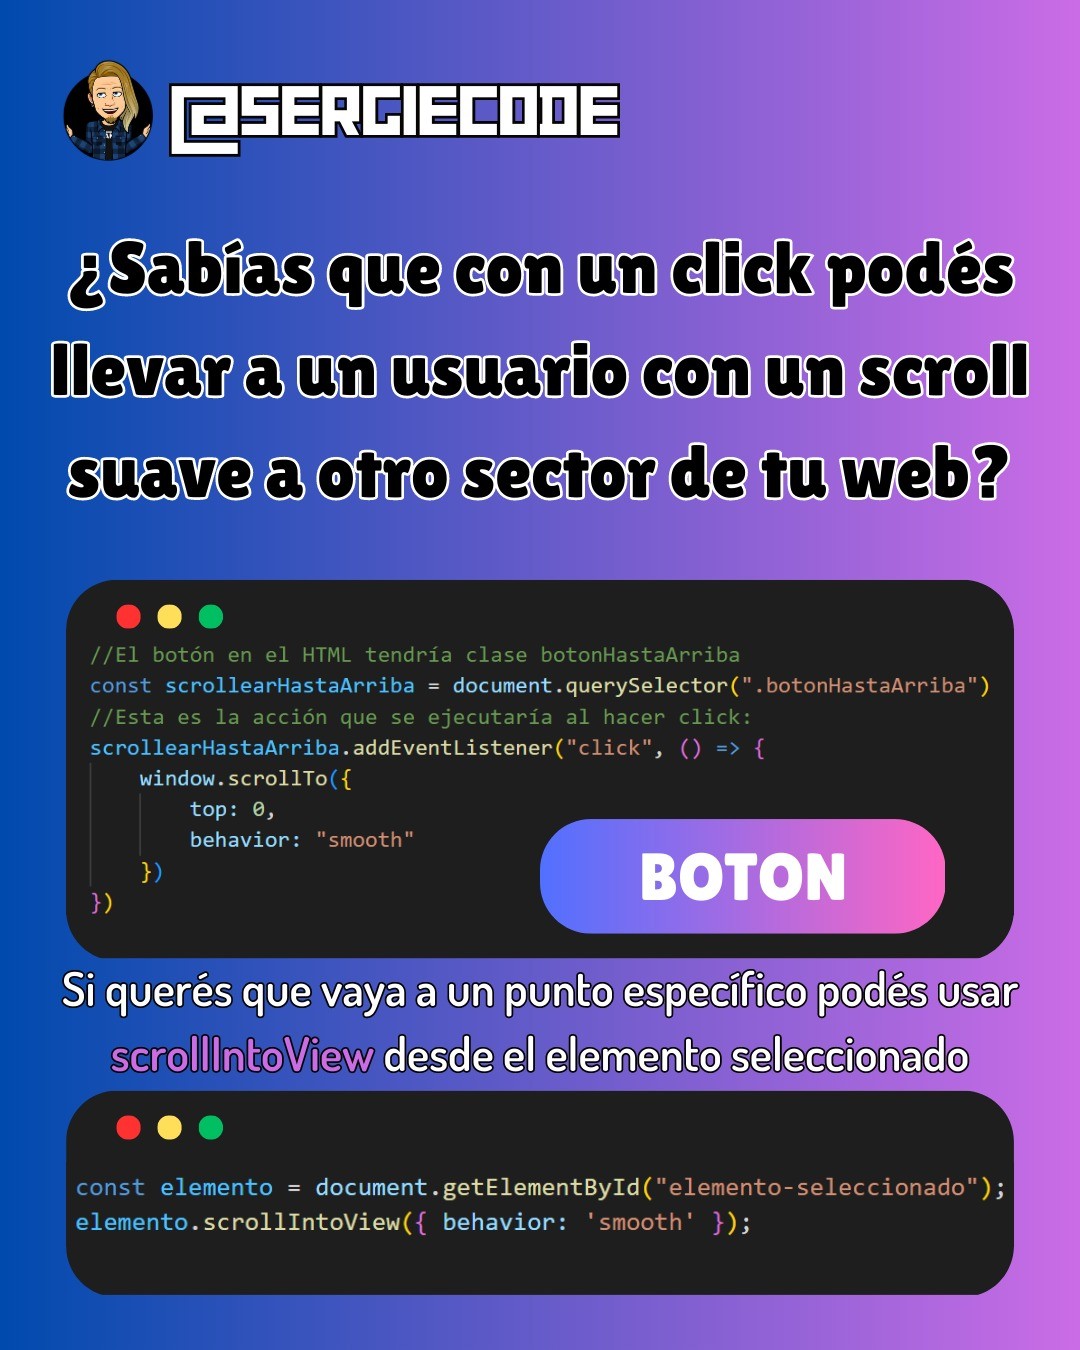 @SERGIECODE
¿Sabías que con un click podés
llevar a un usuario con un scroll
suave a otro sector de tu web?
//El botón en el HTML tendría clase botonHastaArriba
const scrollearHastaArriba = document.querySelector(".botonHastaArriba")
//Esta es la acción que se ejecutaría al hacer click:
scrollearHastaArriba.addEventListener("click", () => {
    window.scrollTo({
        top: 0,
        behavior: "smooth"
    })
})
BOTON
Si querés que vaya a un punto específico podés usar
scrollIntoView desde el elemento seleccionado
const elemento = document.getElementById("elemento-seleccionado");
elemento.scrollIntoView({ behavior: 'smooth' });